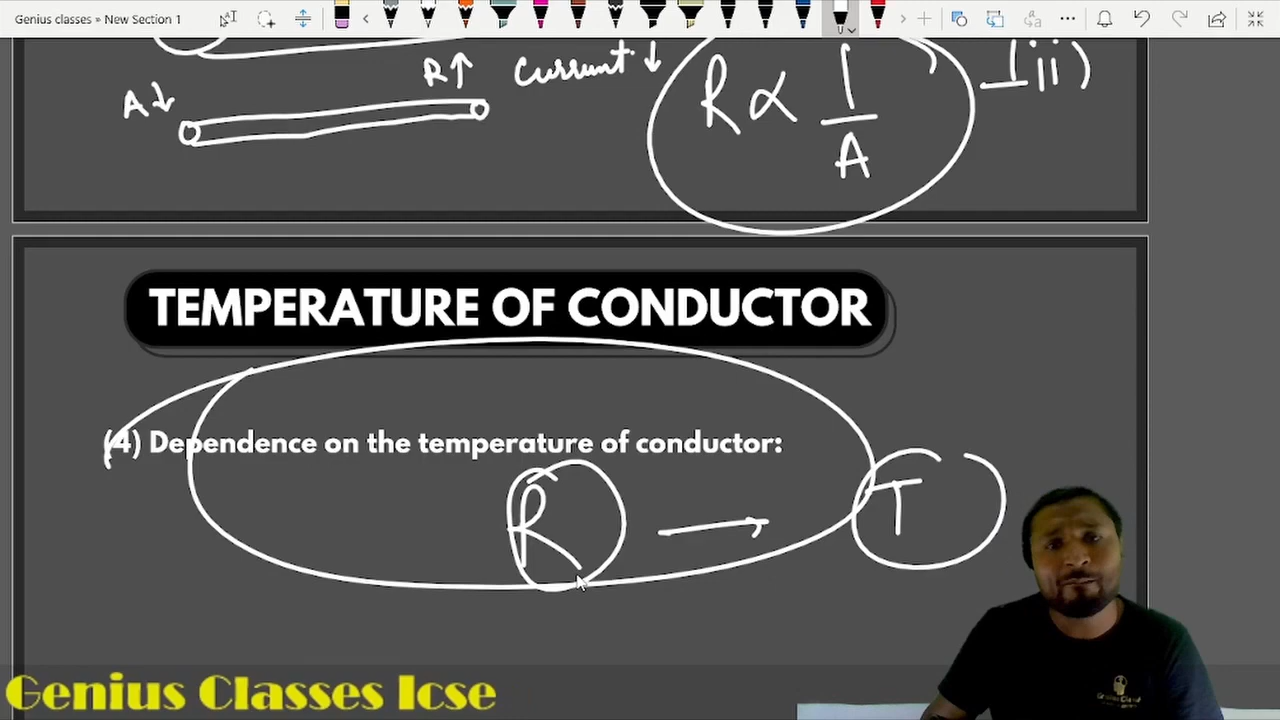 Genius classes » New Section 1
R↑
Current ↓
A↓
R ∝ 1/A
ii)
TEMPERATURE OF CONDUCTOR
(4) Dependence on the temperature of conductor:
R → T
Genius Classes Icse